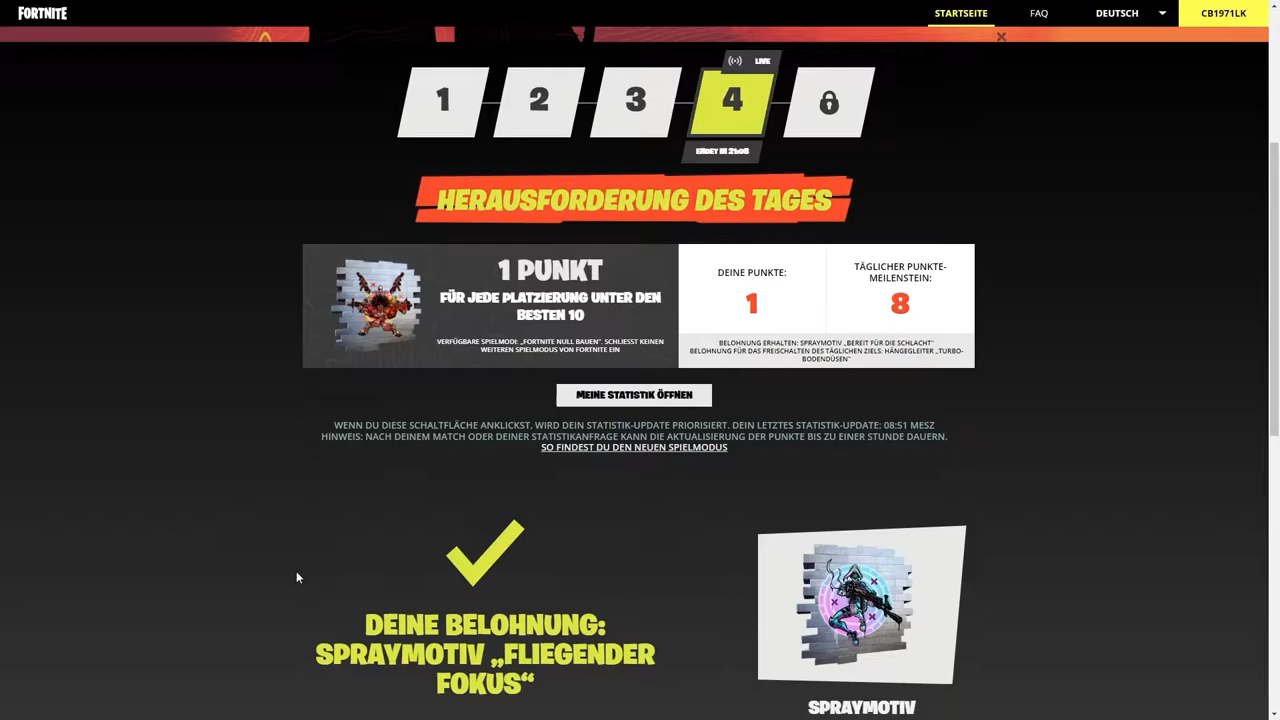 FORTNITE
STARTSEITE
FAQ
DEUTSCH
CB1971LK
LIVE
1
2
3
4
ENDET IN 21:08
HERAUSFORDERUNG DES TAGES
1 PUNKT
FÜR JEDE PLATZIERUNG UNTER DEN
BESTEN 10
VERFÜGBARE SPIELMODI: „FORTNITE NULL BAUEN“. SCHLIESST KEINEN
WEITEREN SPIELMODUS VON FORTNITE EIN
DEINE PUNKTE:
1
TÄGLICHER PUNKTE-
MEILENSTEIN:
8
BELOHNUNG ERHALTEN: SPRAYMOTIV „BEREIT FÜR DIE SCHLACHT“
BELOHNUNG FÜR DAS FREISCHALTEN DES TÄGLICHEN ZIELS: HÄNGEGLEITER „TURBO-
BODENDÜSEN“
MEINE STATISTIK ÖFFNEN
WENN DU DIESE SCHALTFLÄCHE ANKLICKST, WIRD DEIN STATISTIK-UPDATE PRIORISIERT. DEIN LETZTES STATISTIK-UPDATE: 08:51 MESZ
HINWEIS: NACH DEINEM MATCH ODER DEINER STATISTIKANFRAGE KANN DIE AKTUALISIERUNG DER PUNKTE BIS ZU EINER STUNDE DAUERN.
SO FINDEST DU DEN NEUEN SPIELMODUS
DEINE BELOHNUNG:
SPRAYMOTIV „FLIEGENDER
FOKUS“
SPRAYMOTIV